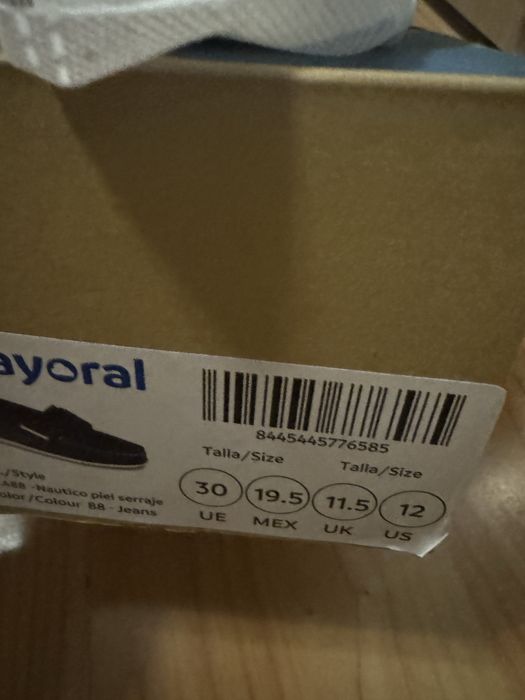 ayoral
8445445776585
Talla/Size Talla/Size
30 19.5 11.5 12
UE MEX UK US
./Style
A88 -Nautico piel serraje
olor/Colour 88 - Jeans